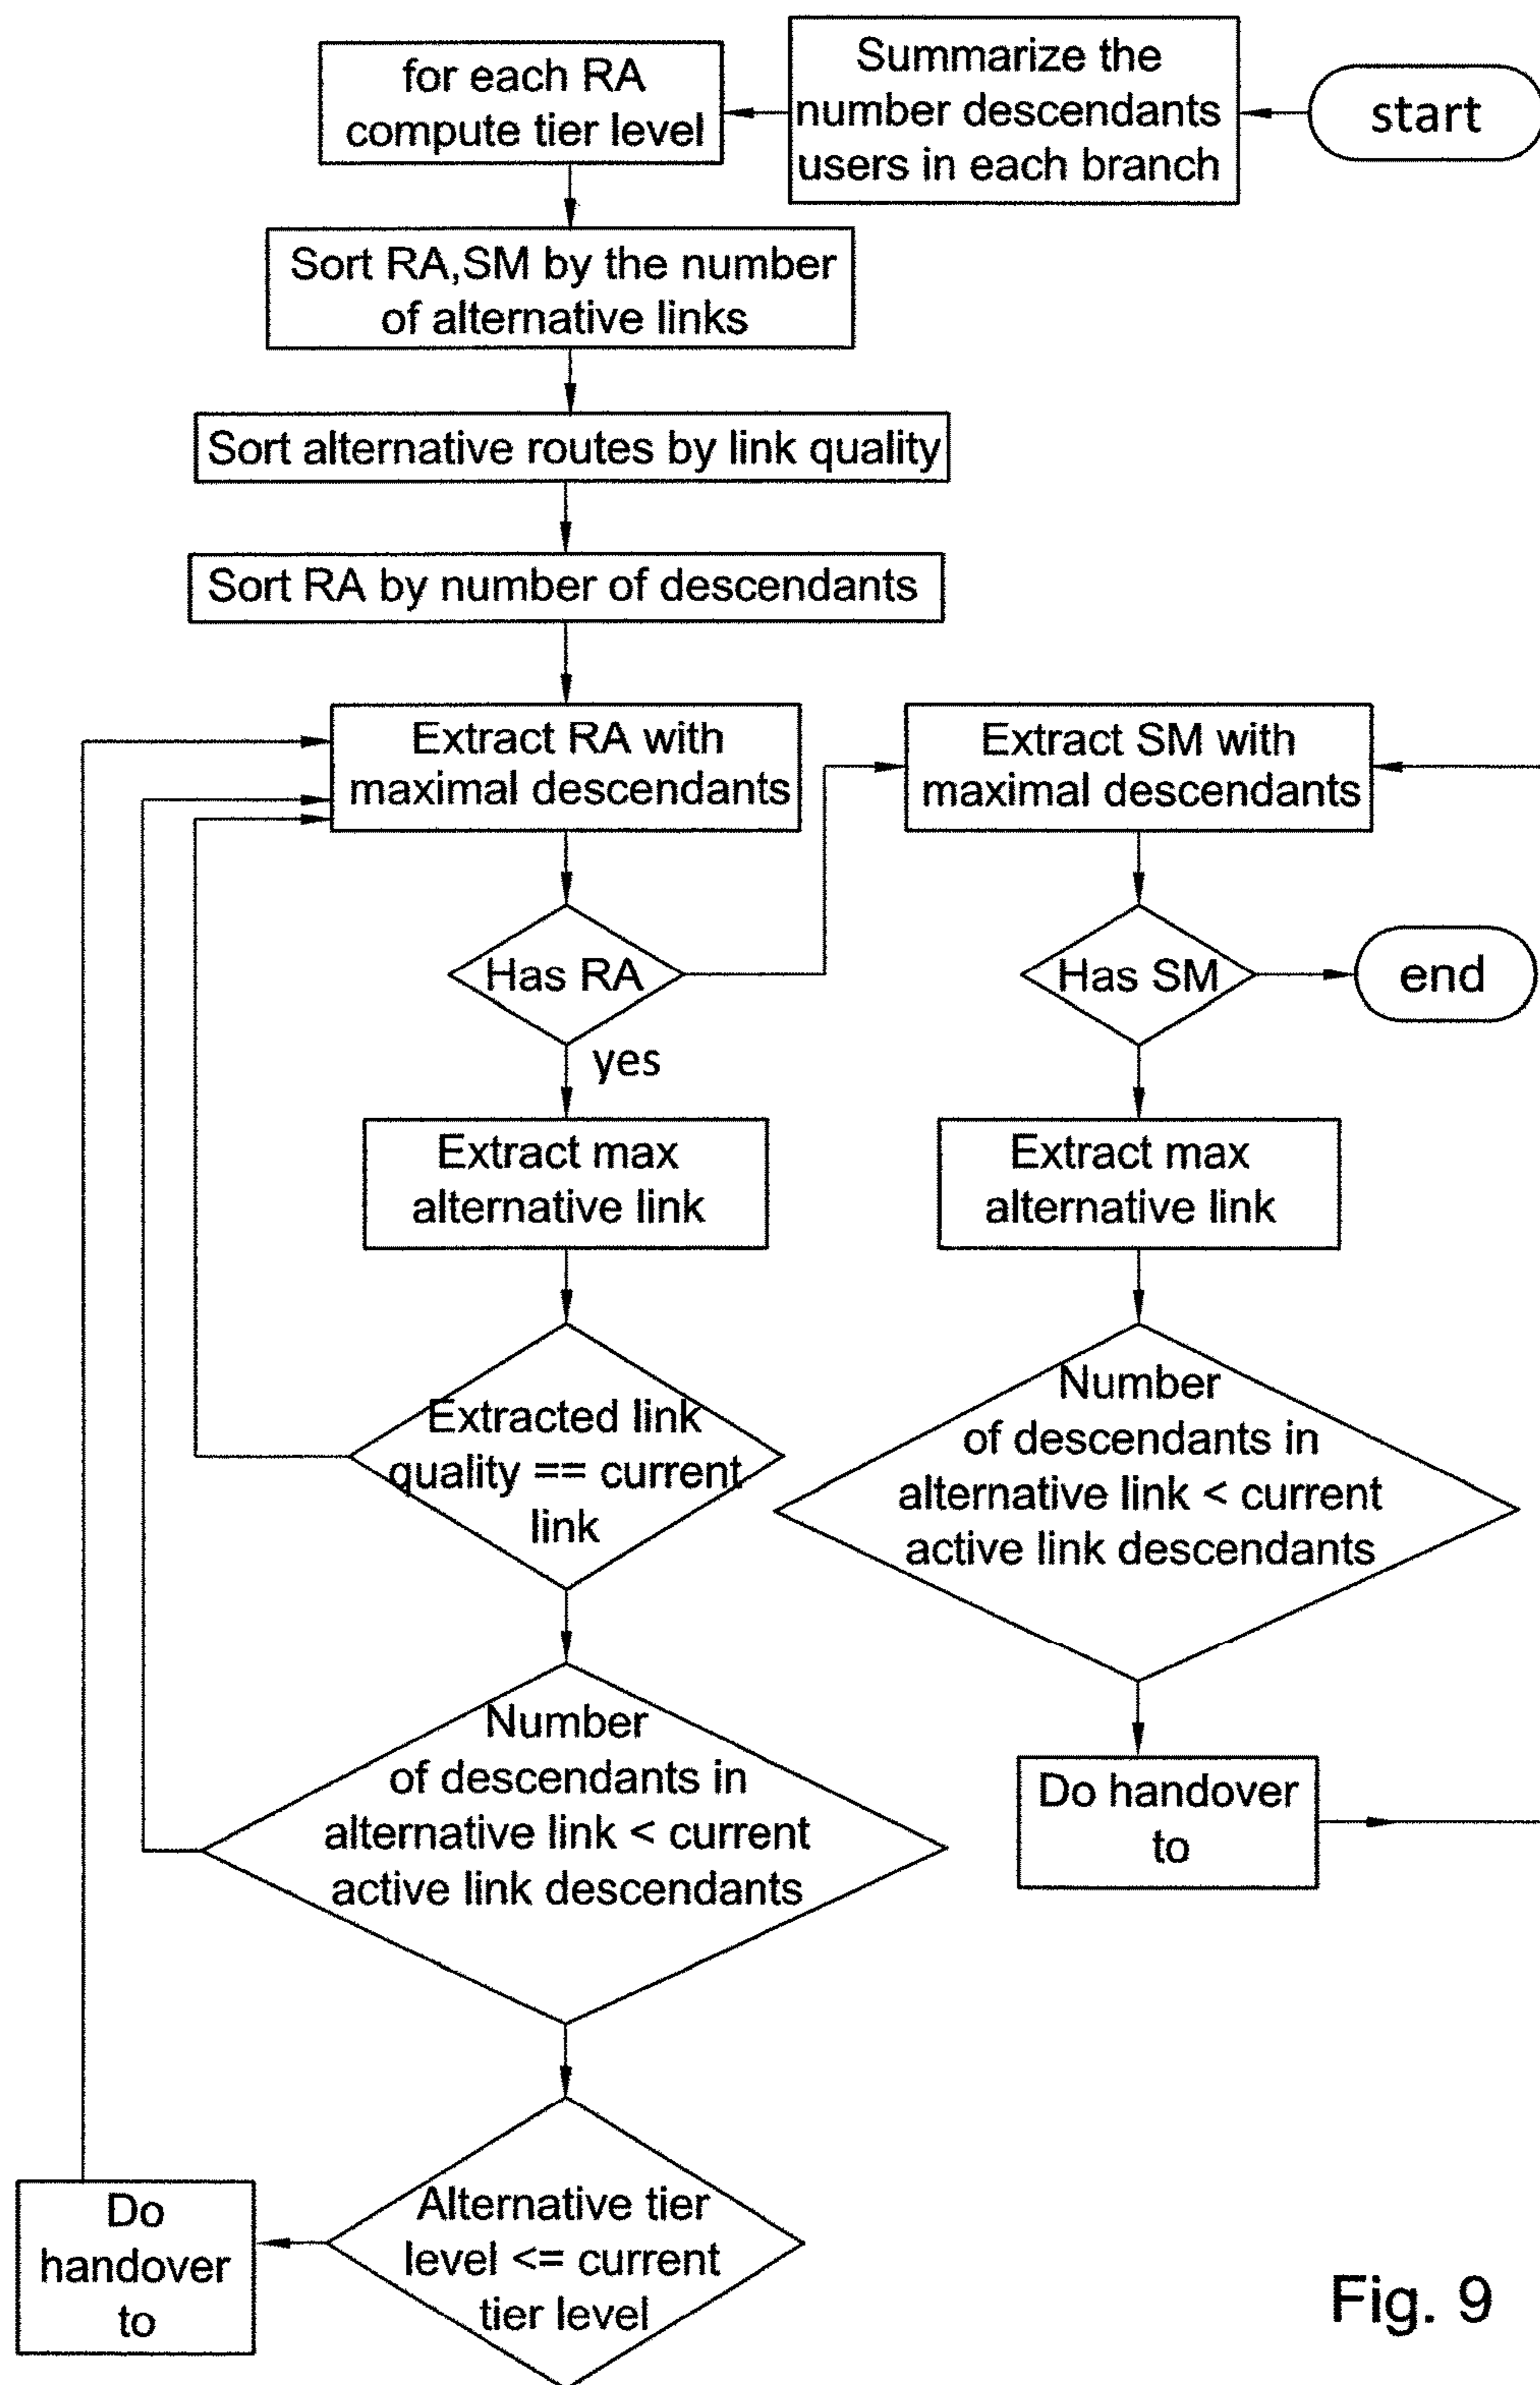 start
Summarize the
number descendants
users in each branch
for each RA
compute tier level
Sort RA,SM by the number
of alternative links
Sort alternative routes by link quality
Sort RA by number of descendants
Extract RA with
maximal descendants
Has RA
yes
Extract max
alternative link
Extracted link
quality == current
link
Number
of descendants in
alternative link < current
active link descendants
Alternative tier
level <= current
tier level
Do
handover
to
Extract SM with
maximal descendants
Has SM
end
Extract max
alternative link
Number
of descendants in
alternative link < current
active link descendants
Do handover
to
Fig. 9